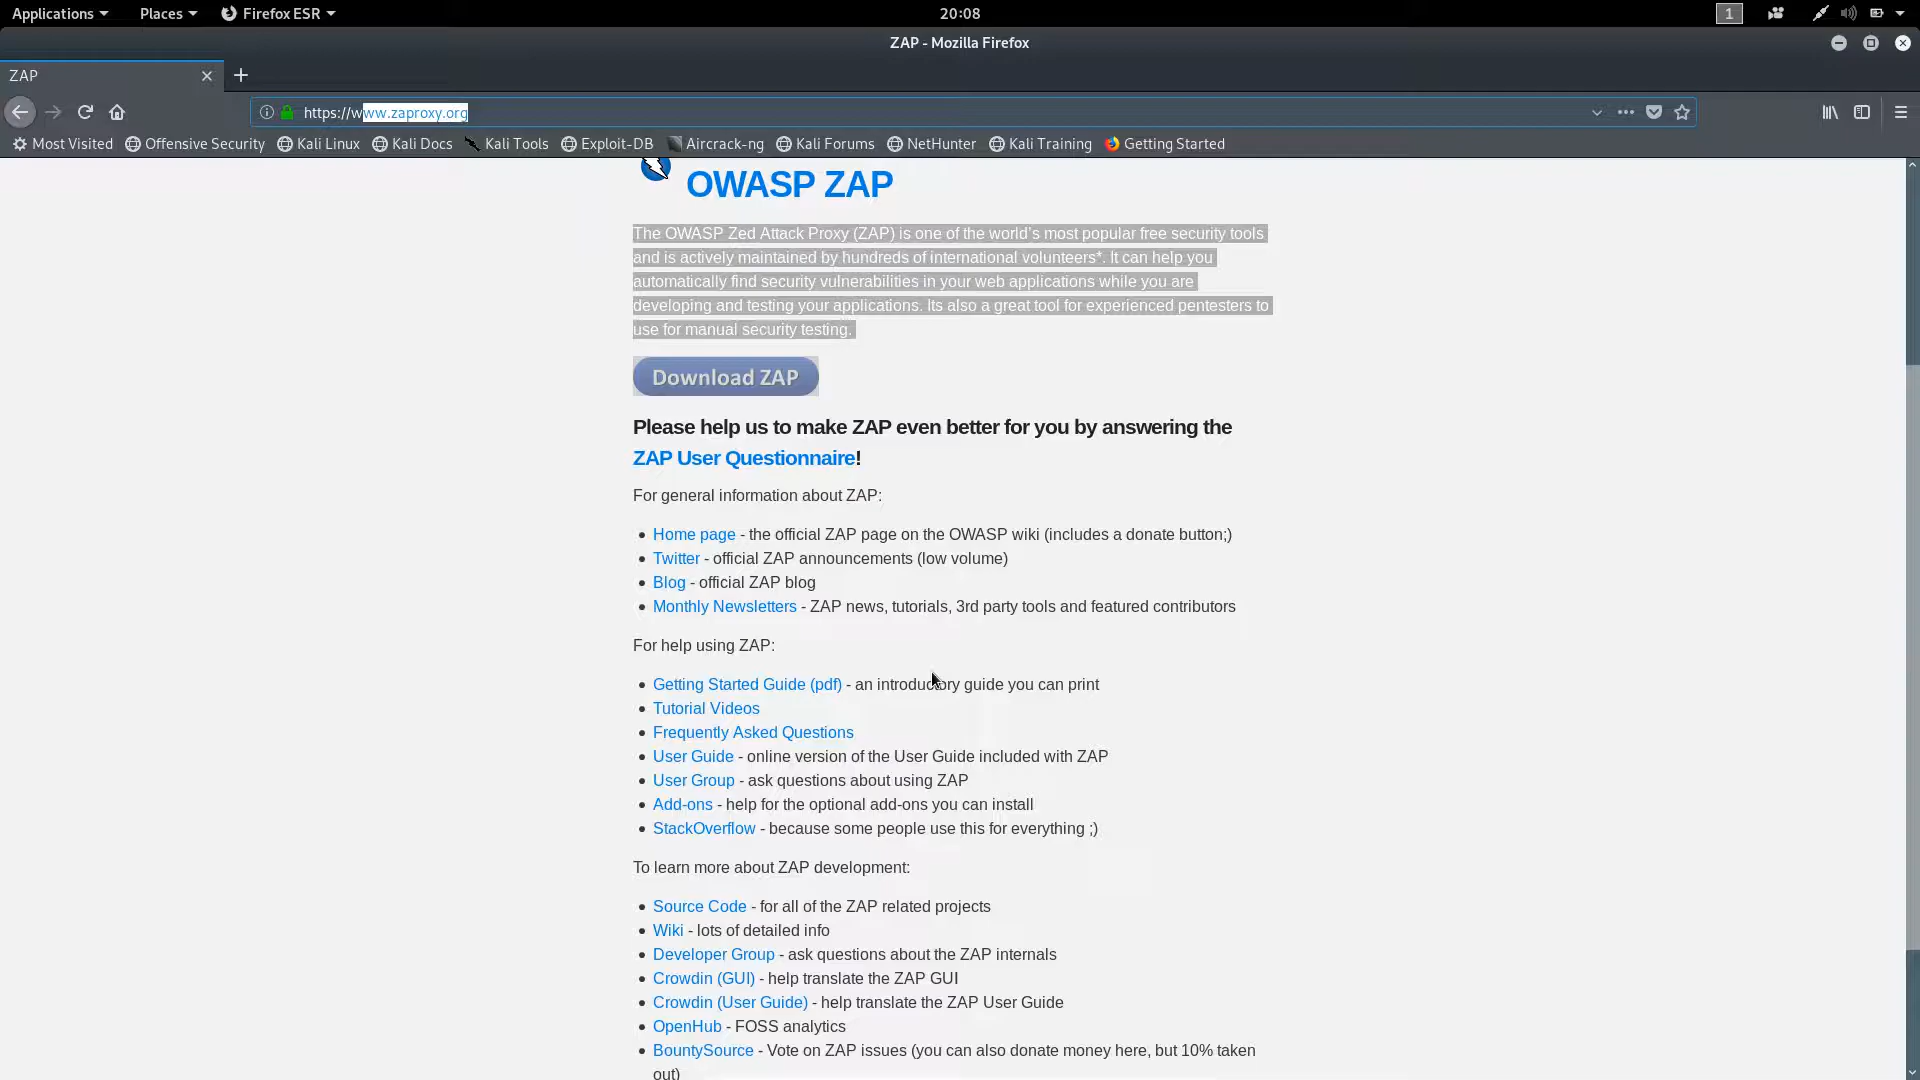 Applications Places Firefox ESR 20:08 1
ZAP - Mozilla Firefox
ZAP
https://www.zaproxy.org
Most Visited Offensive Security Kali Linux Kali Docs Kali Tools Exploit-DB Aircrack-ng Kali Forums NetHunter Kali Training Getting Started
OWASP ZAP
The OWASP Zed Attack Proxy (ZAP) is one of the world's most popular free security tools
and is actively maintained by hundreds of international volunteers*. It can help you
automatically find security vulnerabilities in your web applications while you are
developing and testing your applications. Its also a great tool for experienced pentesters to
use for manual security testing.
Download ZAP
Please help us to make ZAP even better for you by answering the
ZAP User Questionnaire!
For general information about ZAP:
Home page - the official ZAP page on the OWASP wiki (includes a donate button;)
Twitter - official ZAP announcements (low volume)
Blog - official ZAP blog
Monthly Newsletters - ZAP news, tutorials, 3rd party tools and featured contributors
For help using ZAP:
Getting Started Guide (pdf) - an introductory guide you can print
Tutorial Videos
Frequently Asked Questions
User Guide - online version of the User Guide included with ZAP
User Group - ask questions about using ZAP
Add-ons - help for the optional add-ons you can install
StackOverflow - because some people use this for everything ;)
To learn more about ZAP development:
Source Code - for all of the ZAP related projects
Wiki - lots of detailed info
Developer Group - ask questions about the ZAP internals
Crowdin (GUI) - help translate the ZAP GUI
Crowdin (User Guide) - help translate the ZAP User Guide
OpenHub - FOSS analytics
BountySource - Vote on ZAP issues (you can also donate money here, but 10% taken
out)